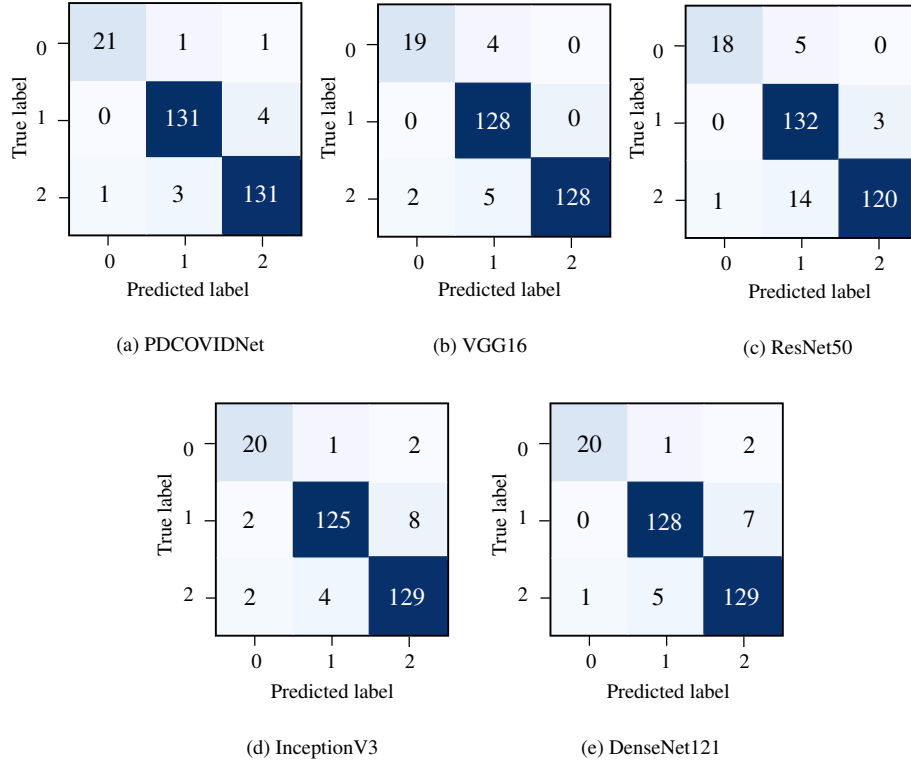 0 21 1 1
1 0 131 4
2 1 3 131
True label
0 1 2
Predicted label
(a) PDCOVIDNet
0 19 4 0
1 0 128 0
2 2 5 128
True label
0 1 2
Predicted label
(b) VGG16
0 18 5 0
1 0 132 3
2 1 14 120
True label
0 1 2
Predicted label
(c) ResNet50
0 20 1 2
1 2 125 8
2 2 4 129
True label
0 1 2
Predicted label
(d) InceptionV3
0 20 1 2
1 0 128 7
2 1 5 129
True label
0 1 2
Predicted label
(e) DenseNet121